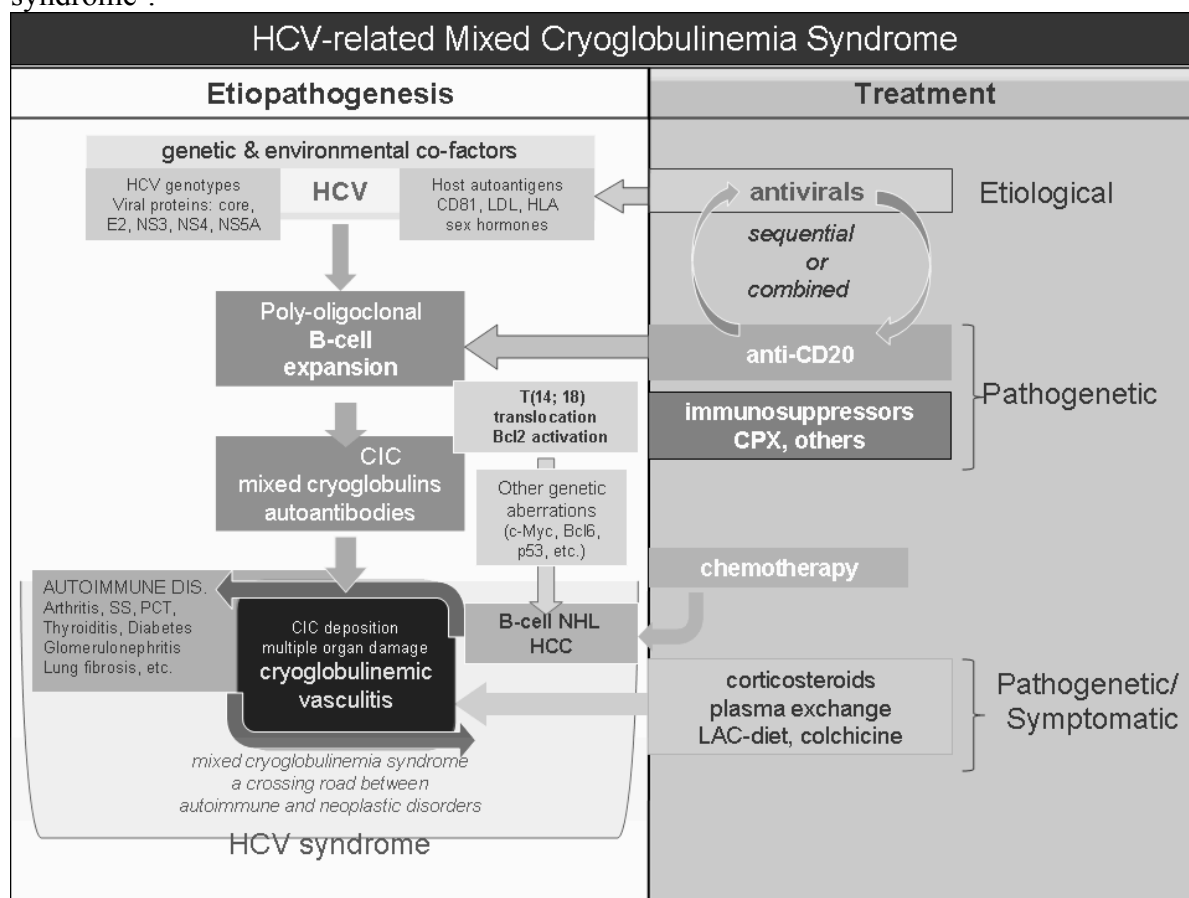 syndrome".
HCV-related Mixed Cryoglobulinemia Syndrome
Etiopathogenesis
Treatment
genetic & environmental co-factors
HCV genotypes
Viral proteins: core,
E2, NS3, NS4, NS5A
HCV
Host autoantigens
CD81, LDL, HLA
sex hormones
antivirals
Etiological
sequential
or
combined
Poly-oligoclonal
B-cell
expansion
anti-CD20
Pathogenetic
T(14; 18)
translocation
Bcl2 activation
immunosuppressors
CPX, others
CIC
mixed cryoglobulins
autoantibodies
Other genetic
aberrations
(c-Myc, Bcl6,
p53, etc.)
chemotherapy
AUTOIMMUNE DIS.
Arthritis, SS, PCT,
Thyroiditis, Diabetes
Glomerulonephritis
Lung fibrosis, etc.
CIC deposition
multiple organ damage
cryoglobulinemic
vasculitis
B-cell NHL
HCC
corticosteroids
plasma exchange
LAC-diet, colchicine
Pathogenetic/
Symptomatic
mixed cryoglobulinemia syndrome
a crossing road between
autoimmune and neoplastic disorders
HCV syndrome